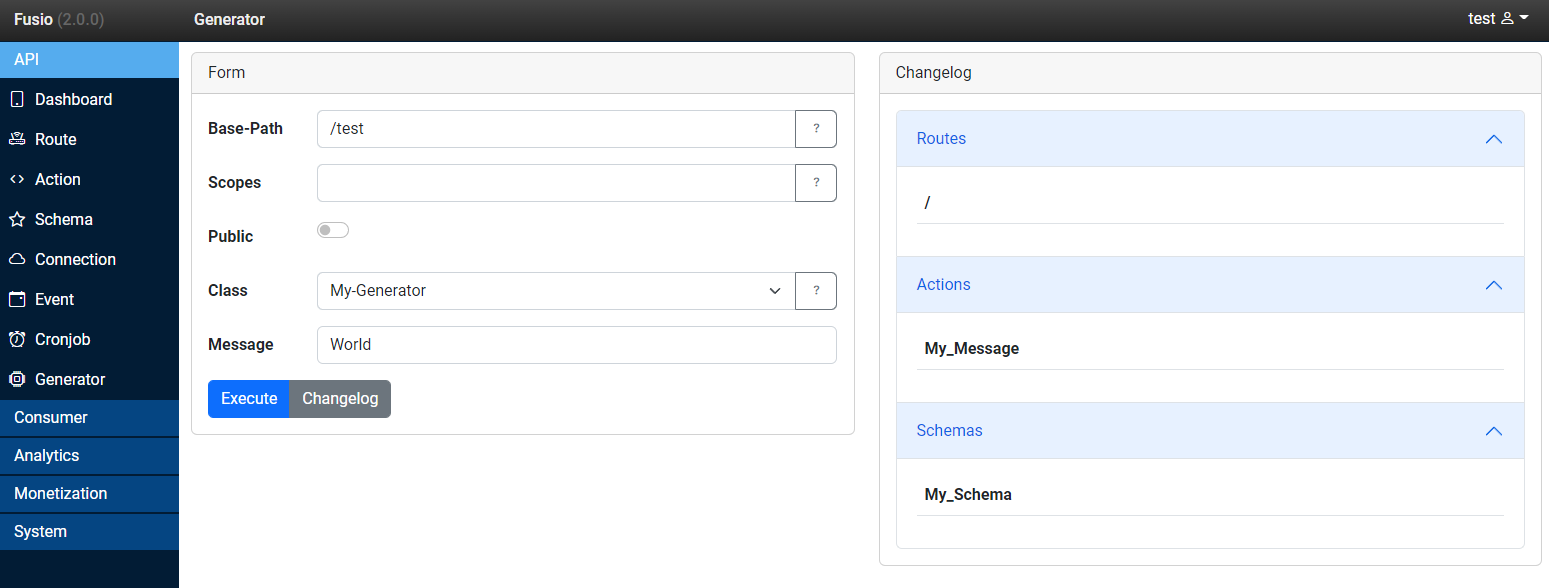 Fusio (2.0.0)
Generator
test
API
Dashboard
Route
Action
Schema
Connection
Event
Cronjob
Generator
Consumer
Analytics
Monetization
System
Form
Base-Path
/test
?
Scopes
?
Public
Class
My-Generator
?
Message
World
Execute
Changelog
Changelog
Routes
/
Actions
My_Message
Schemas
My_Schema